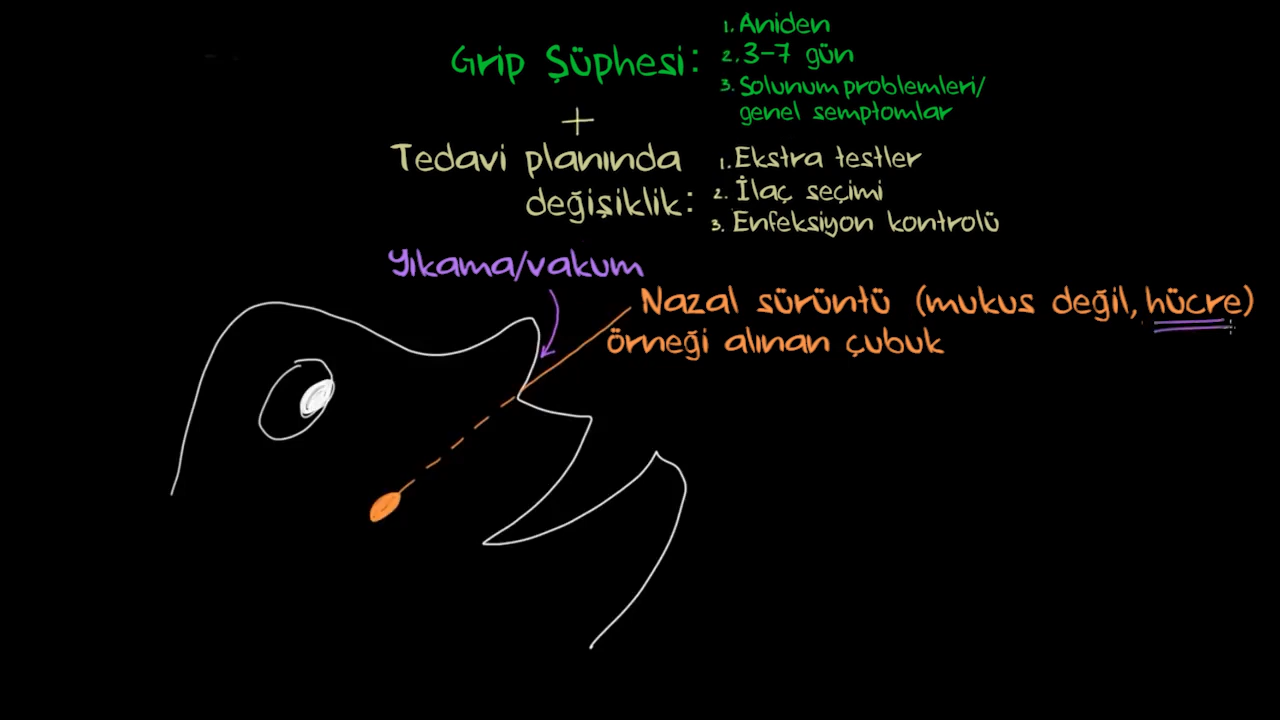 Grip Şüphesi:
1. Aniden
2. 3-7 gün
3. Solunum problemleri/
genel semptomlar
+
Tedavi planında
değişiklik:
1. Ekstra testler
2. İlaç seçimi
3. Enfeksiyon kontrolü
Yıkama/vakum
Nazal sürüntü (mukus değil, hücre)
örneği alınan çubuk